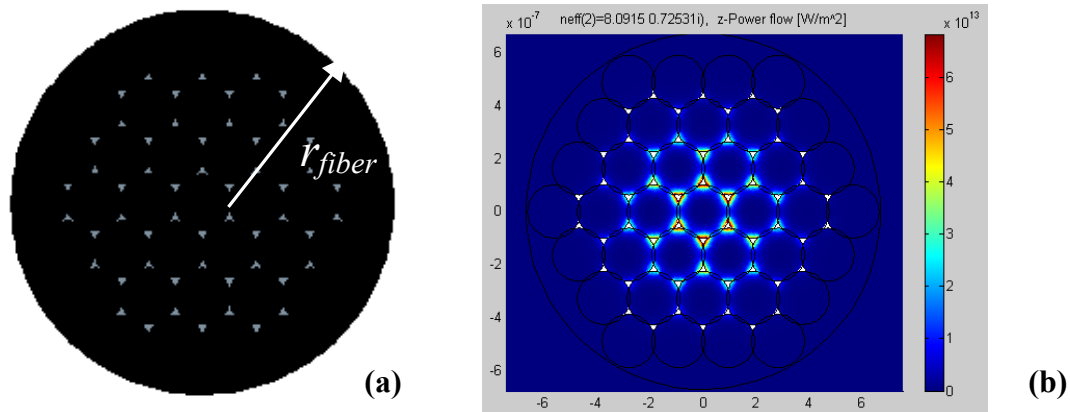 r_fiber
(a)
neff(2)=8.0915 0.72531i), z-Power flow [W/m^2]
x 10^-7
x 10^13
6
4
2
0
-2
-4
-6
-6 -4 -2 0 2 4 6
6
5
4
3
2
1
0
(b)